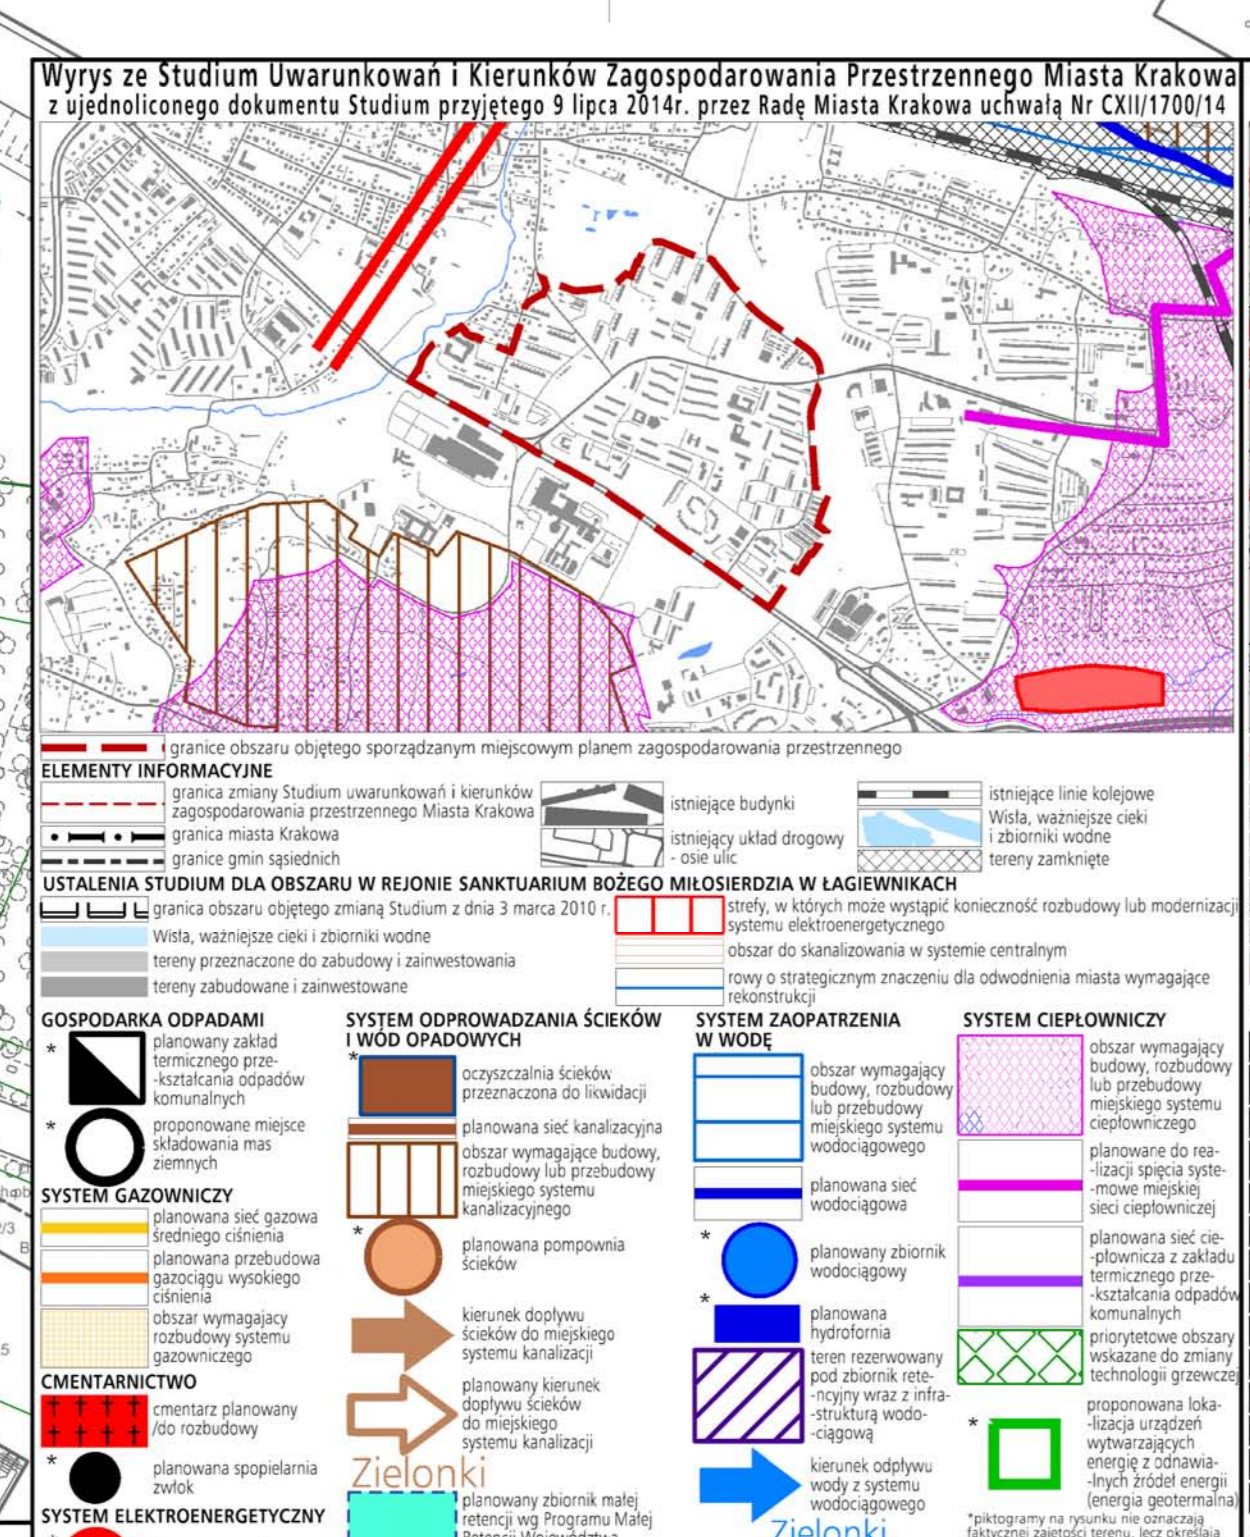 Wyrys ze Studium Uwarunkowań i Kierunków Zagospodarowania Przestrzennego Miasta Krakowa
z ujednoliconego dokumentu Studium przyjętego 9 lipca 2014r. przez Radę Miasta Krakowa uchwałą Nr CXII/1700/14
granice obszaru objętego sporządzanym miejscowym planem zagospodarowania przestrzennego
ELEMENTY INFORMACYJNE
granica zmiany Studium uwarunkowań i kierunków
zagospodarowania przestrzennego Miasta Krakowa
granica miasta Krakowa
granice gmin sąsiednich
istniejące budynki
istniejący układ drogowy
- osie ulic
istniejące linie kolejowe
Wisła, ważniejsze cieki
i zbiorniki wodne
tereny zamknięte
USTALENIA STUDIUM DLA OBSZARU W REJONIE SANKTUARIUM BOŻEGO MIŁOSIERDZIA W ŁAGIEWNIKACH
granica obszaru objętego zmianą Studium z dnia 3 marca 2010 r.
Wisła, ważniejsze cieki i zbiorniki wodne
tereny przeznaczone do zabudowy i zainwestowania
tereny zabudowane i zainwestowane
strefy, w których może wystąpić konieczność rozbudowy lub modernizacji
systemu elektroenergetycznego
obszar do skanalizowania w systemie centralnym
rowy o strategicznym znaczeniu dla odwodnienia miasta wymagające
rekonstrukcji
GOSPODARKA ODPADAMI
*
planowany zakład
termicznego prze-
-kształcania odpadów
komunalnych
*
proponowane miejsce
składowania mas
ziemnych
SYSTEM GAZOWNICZY
planowana sieć gazowa
średniego ciśnienia
planowana przebudowa
gazociągu wysokiego
ciśnienia
obszar wymagajacy
rozbudowy systemu
gazowniczego
CMENTARNICTWO
cmentarz planowany
/do rozbudowy
*
planowana spopielarnia
zwłok
SYSTEM ELEKTROENERGETYCZNY
SYSTEM ODPROWADZANIA ŚCIEKÓW
I WÓD OPADOWYCH
*
oczyszczalnia ścieków
przeznaczona do likwidacji
planowana sieć kanalizacyjna
obszar wymagające budowy,
rozbudowy lub przebudowy
miejskiego systemu
kanalizacyjnego
*
planowana pompownia
ścieków
kierunek dopływu
ścieków do miejskiego
systemu kanalizacji
planowany kierunek
dopływu ścieków
do miejskiego
systemu kanalizacji
Zielonki
planowany zbiornik małej
retencji wg Programu Małej
Retencji Województwa
SYSTEM ZAOPATRZENIA
W WODĘ
obszar wymagający
budowy, rozbudowy
lub przebudowy
miejskiego systemu
wodociągowego
planowana sieć
wodociągowa
*
planowany zbiornik
wodociągowy
*
planowana
hydrofornia
teren rezerwowany
pod zbiornik rete-
-ncyjny wraz z infra-
-strukturą wodo-
-ciągową
kierunek odpływu
wody z systemu
wodociągowego
Zielonki
SYSTEM CIEPŁOWNICZY
obszar wymagający
budowy, rozbudowy
lub przebudowy
miejskiego systemu
ciepłowniczego
planowane do rea-
-lizacji spięcia syste-
-mowe miejskiej
sieci ciepłowniczej
planowana sieć cie-
-płownicza z zakładu
termicznego prze-
-kształcania odpadów
komunalnych
priorytetowe obszary
wskazane do zmiany
technologii grzewczej
*
proponowana loka-
-lizacja urządzeń
wytwarzających
energię z odnawia-
-lnych źródeł energii
(energia geotermalna)
*piktogramy na rysunku nie oznaczają
faktycznej zajętości terenu, lecz określają